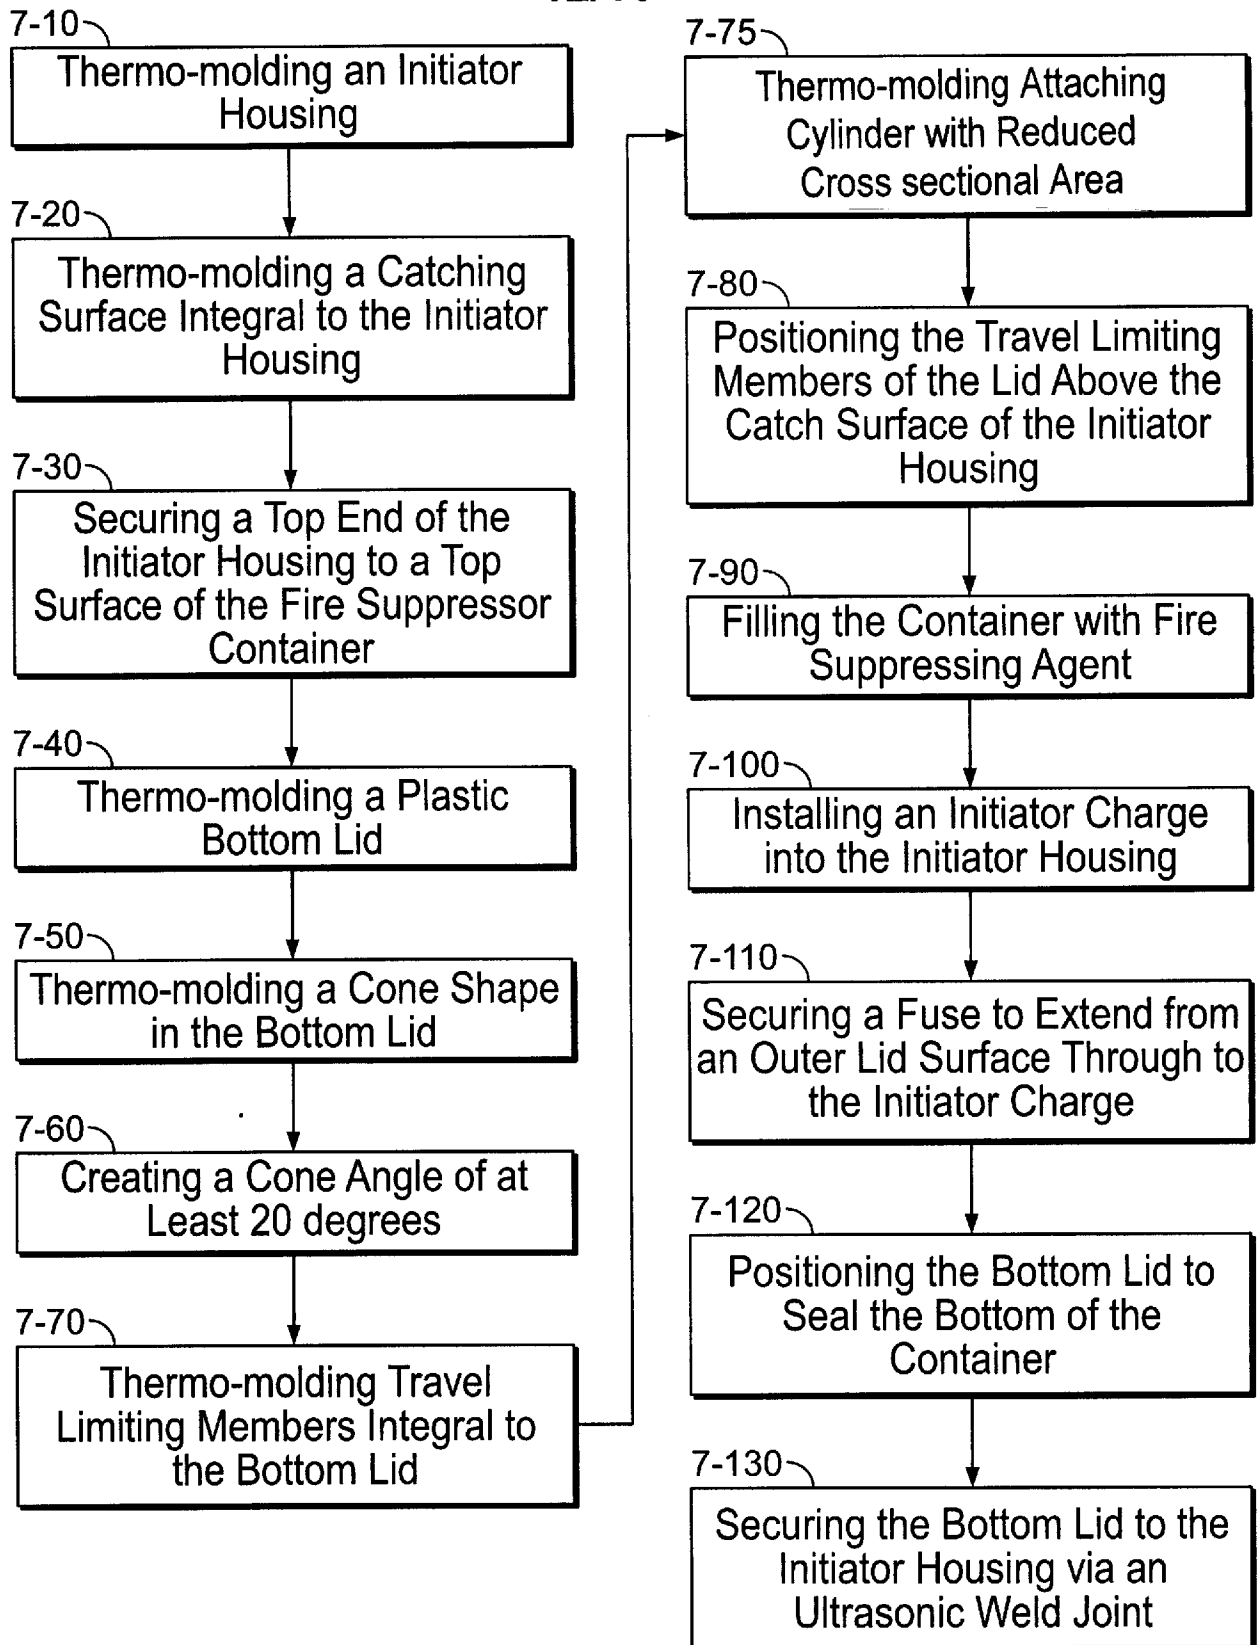 7-10
Thermo-molding an Initiator
Housing
7-20
Thermo-molding a Catching
Surface Integral to the Initiator
Housing
7-30
Securing a Top End of the
Initiator Housing to a Top
Surface of the Fire Suppressor
Container
7-40
Thermo-molding a Plastic
Bottom Lid
7-50
Thermo-molding a Cone Shape
in the Bottom Lid
7-60
Creating a Cone Angle of at
Least 20 degrees
7-70
Thermo-molding Travel
Limiting Members Integral to
the Bottom Lid
7-75
Thermo-molding Attaching
Cylinder with Reduced
Cross sectional Area
7-80
Positioning the Travel Limiting
Members of the Lid Above the
Catch Surface of the Initiator
Housing
7-90
Filling the Container with Fire
Suppressing Agent
7-100
Installing an Initiator Charge
into the Initiator Housing
7-110
Securing a Fuse to Extend from
an Outer Lid Surface Through to
the Initiator Charge
7-120
Positioning the Bottom Lid to
Seal the Bottom of the
Container
7-130
Securing the Bottom Lid to the
Initiator Housing via an
Ultrasonic Weld Joint